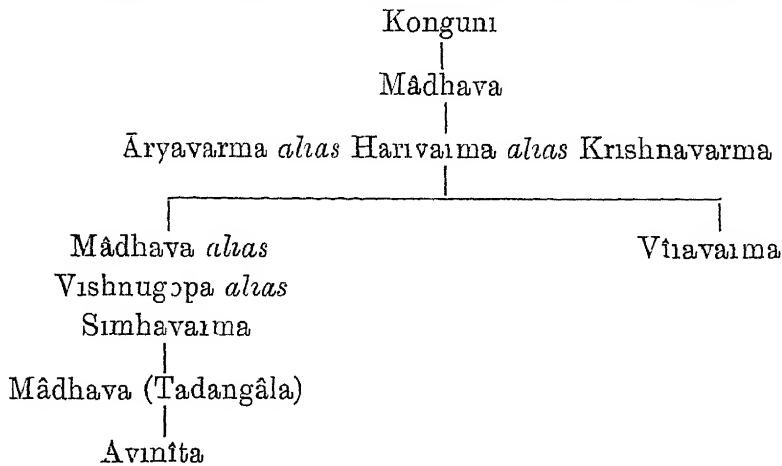 Konguni
Mâdhava
Āryavarma alias Harivarma alias Krishnavarma
Mâdhava alias
Vîravarma
Vishnugopa alias
Simhavarma
Mâdhava (Tadangâla)
Avinîta